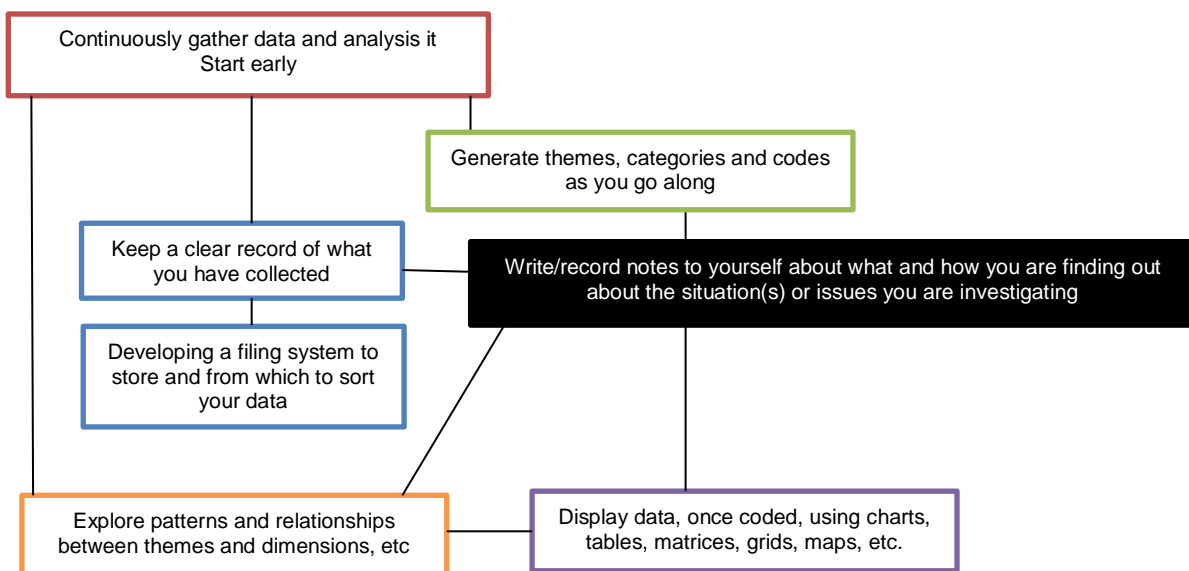 Continuously gather data and analysis it
Start early
Generate themes, categories and codes
as you go along
Keep a clear record of what
you have collected
Write/record notes to yourself about what and how you are finding out
about the situation(s) or issues you are investigating
Developing a filing system to
store and from which to sort
your data
Explore patterns and relationships
between themes and dimensions, etc
Display data, once coded, using charts,
tables, matrices, grids, maps, etc.